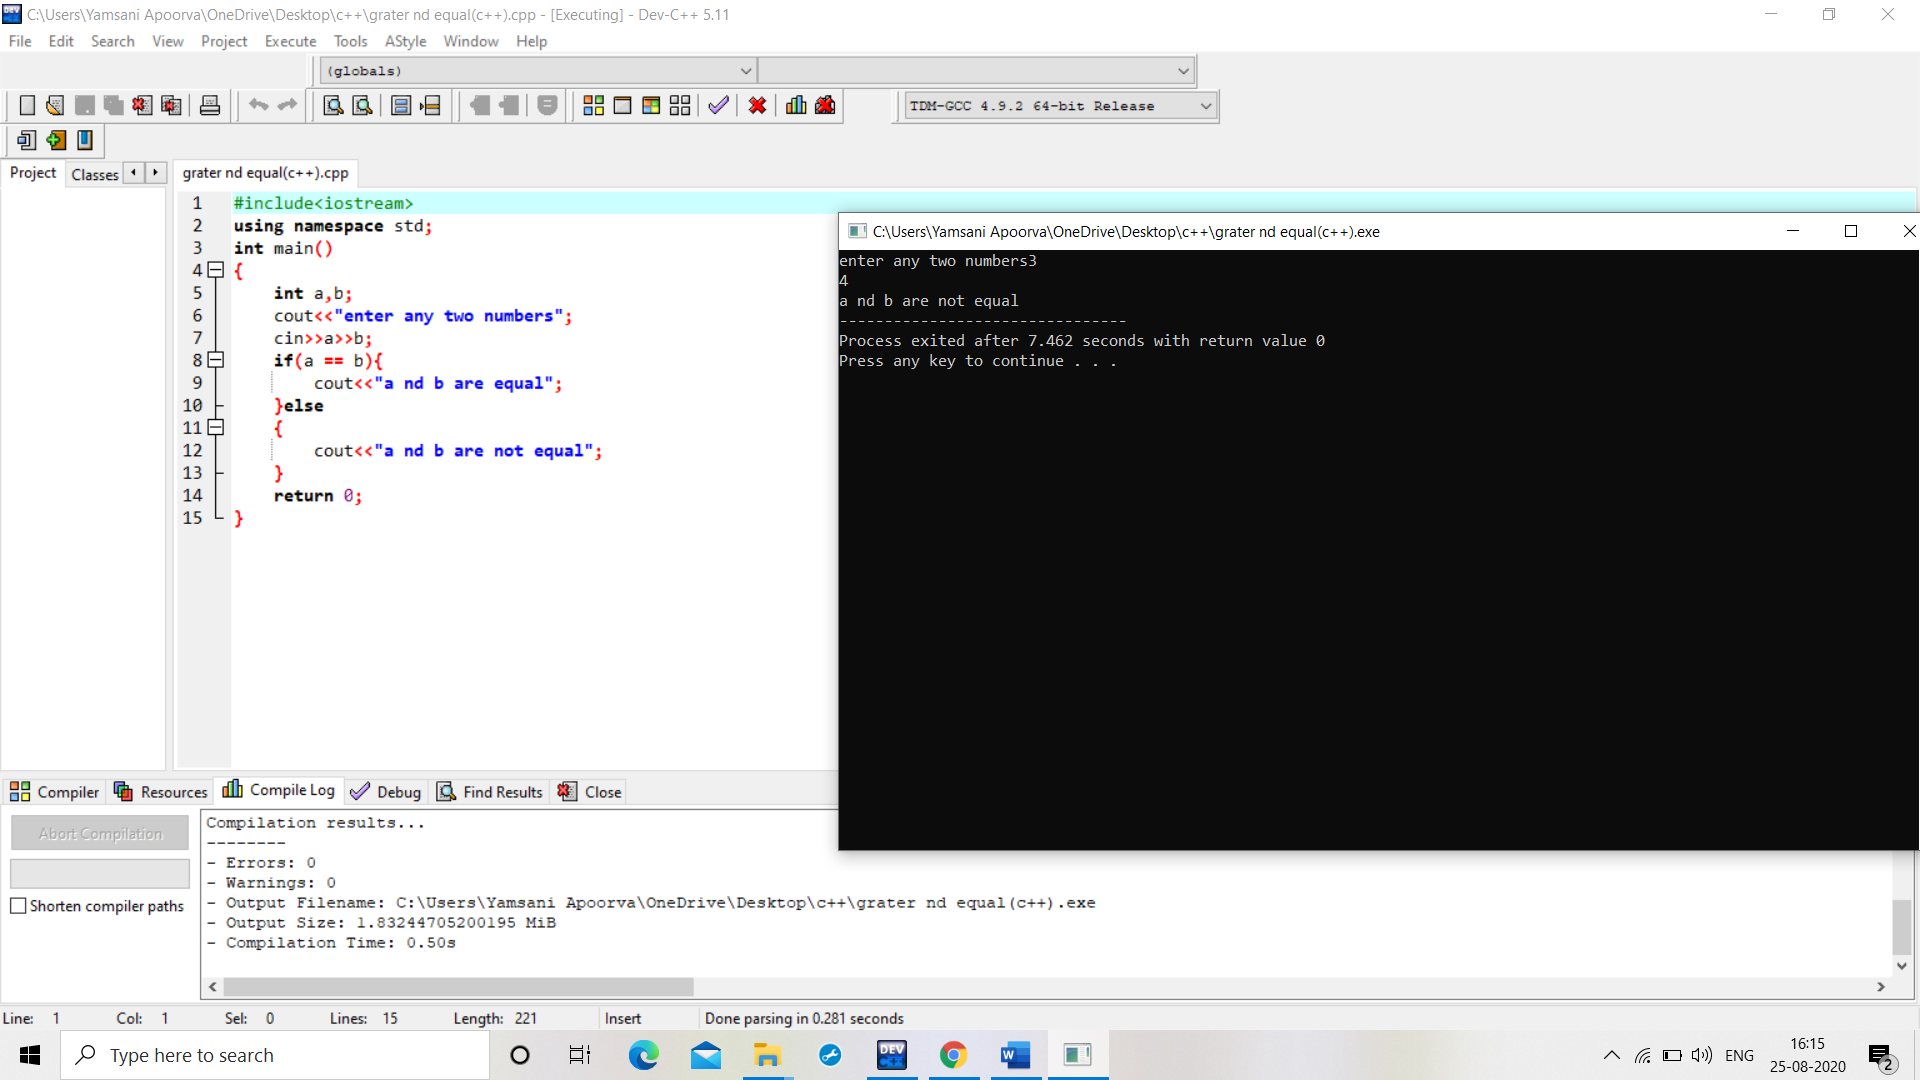 C:\Users\Yamsani Apoorva\OneDrive\Desktop\c++\grater nd equal(c++).cpp - [Executing] - Dev-C++ 5.11
File Edit Search View Project Execute Tools AStyle Window Help
(globals)
TDM-GCC 4.9.2 64-bit Release
Project Classes
grater nd equal(c++).cpp
1 #include<iostream>
2 using namespace std;
3 int main()
4 {
5 int a,b;
6 cout<<"enter any two numbers";
7 cin>>a>>b;
8 if(a == b){
9 cout<<"a nd b are equal";
10 }else
11 {
12 cout<<"a nd b are not equal";
13 }
14 return 0;
15 }
C:\Users\Yamsani Apoorva\OneDrive\Desktop\c++\grater nd equal(c++).exe
enter any two numbers3
4
a nd b are not equal
--------------------------------
Process exited after 7.462 seconds with return value 0
Press any key to continue . . .
Compiler Resources Compile Log Debug Find Results Close
Abort Compilation
Shorten compiler paths
Compilation results...
--------
- Errors: 0
- Warnings: 0
- Output Filename: C:\Users\Yamsani Apoorva\OneDrive\Desktop\c++\grater nd equal(c++).exe
- Output Size: 1.83244705200195 MiB
- Compilation Time: 0.50s
Line: 1 Col: 1 Sel: 0 Lines: 15 Length: 221 Insert Done parsing in 0.281 seconds
Type here to search
DEV C++
W
ENG
16:15
25-08-2020
2